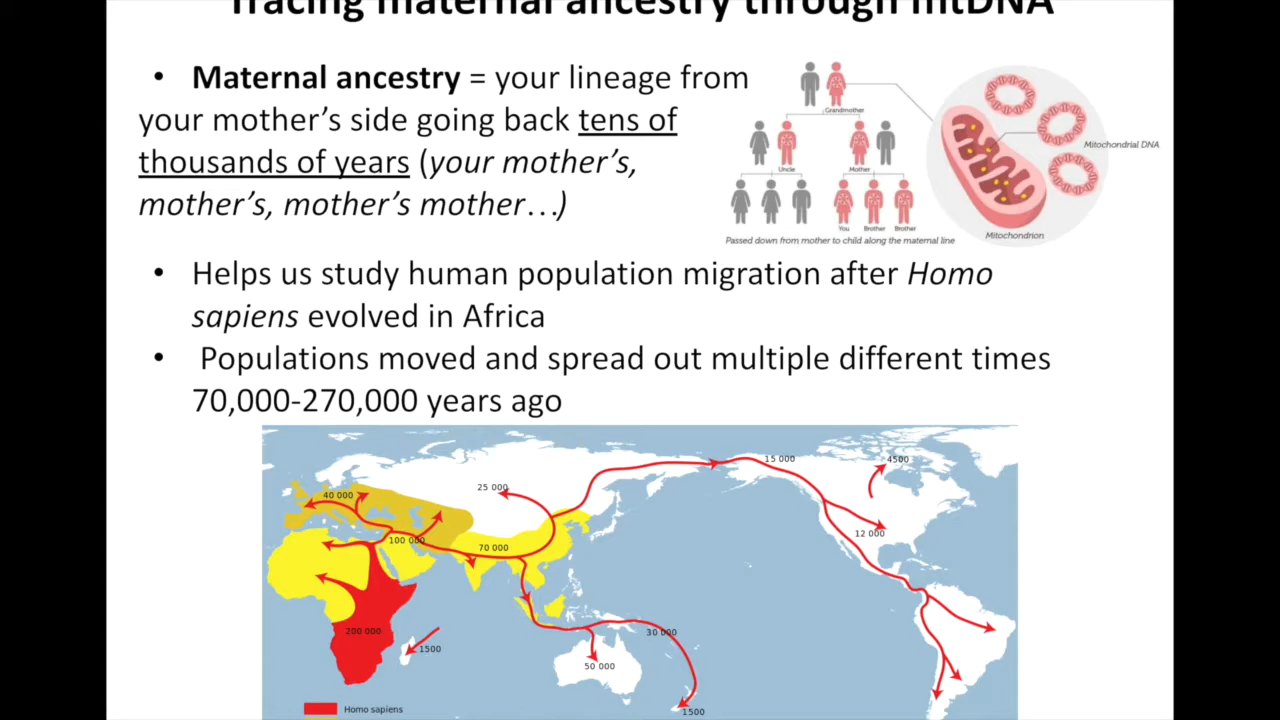 Tracing maternal ancestry through mtDNA
• Maternal ancestry = your lineage from
your mother's side going back tens of
thousands of years (your mother's,
mother's, mother's mother…)
Grandmother
Uncle
Mother
You
Brother
Brother
Passed down from mother to child along the maternal line
Mitochondrial DNA
Mitochondrion
• Helps us study human population migration after Homo
sapiens evolved in Africa
• Populations moved and spread out multiple different times
70,000-270,000 years ago
15 000
4500
25 000
40 000
12 000
100 000
70 000
200 000
30 000
1500
50 000
1500
Homo sapiens